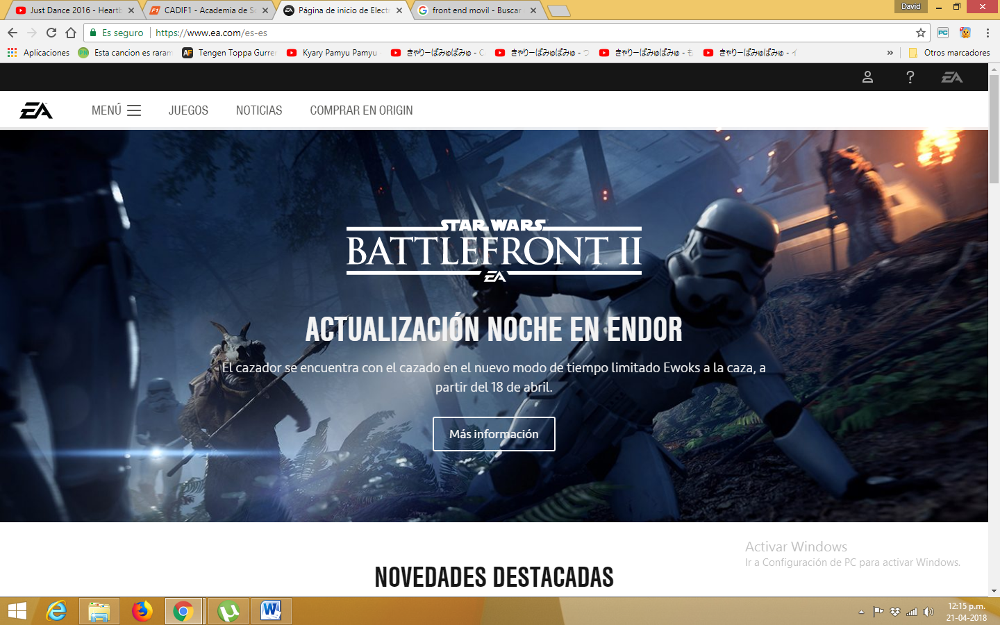 Just Dance 2016 - Heartb
CADIF1 - Academia de So
Página de inicio de Electr
front end movil - Buscar
David
Es seguro
https://www.ea.com/es-es
Aplicaciones
Esta cancion es raram
Tengen Toppa Gurren
Kyary Pamyu Pamyu -
きゃりーぱみゅぱみゅ - C
きゃりーぱみゅぱみゅ - つ
きゃりーぱみゅぱみゅ - も
きゃりーぱみゅぱみゅ - イ
»
Otros marcadores
EA
EA
MENÚ
JUEGOS
NOTICIAS
COMPRAR EN ORIGIN
STAR WARS
BATTLEFRONT II
EA
ACTUALIZACIÓN NOCHE EN ENDOR
El cazador se encuentra con el cazado en el nuevo modo de tiempo limitado Ewoks a la caza, a
partir del 18 de abril.
Más información
Activar Windows
Ir a Configuración de PC para activar Windows.
NOVEDADES DESTACADAS
12:15 p.m.
21-04-2018